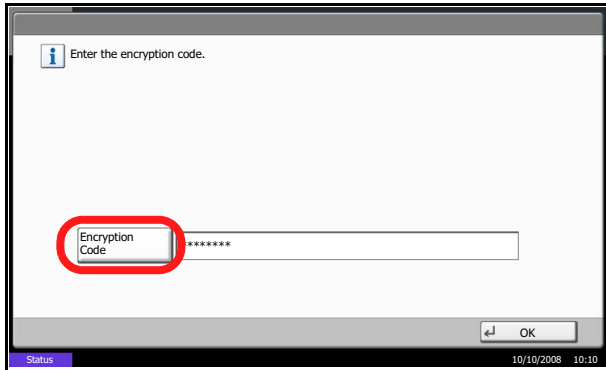 Enter the encryption code.
Encryption
Code
********
OK
Status
10/10/2008 10:10